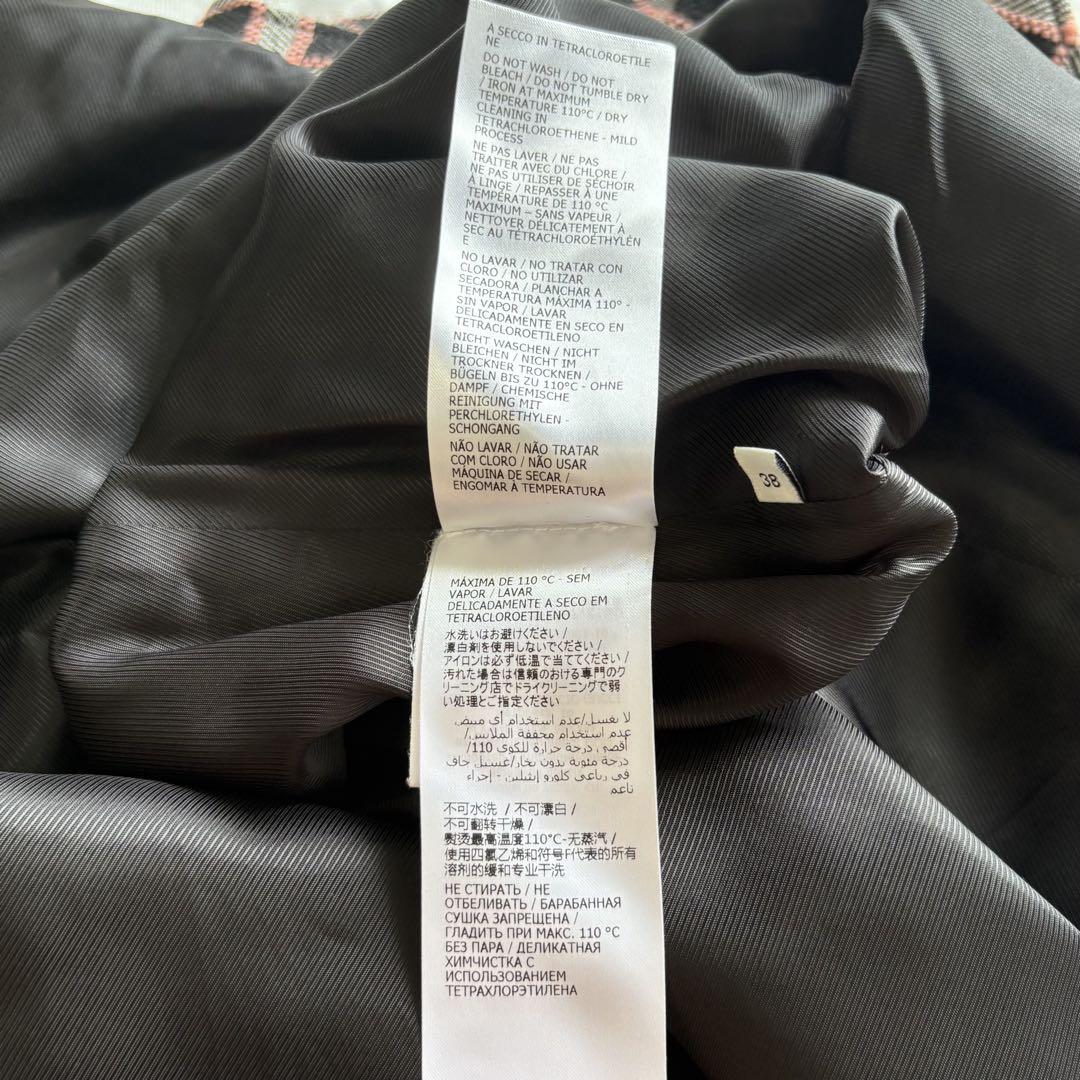 A SECCO IN TETRACLOROETILE
NE
DO NOT WASH / DO NOT
BLEACH / DO NOT TUMBLE DRY
/ IRON AT MAXIMUM
TEMPERATURE 110°C / DRY
CLEANING IN
TETRACHLOROETHENE - MILD
PROCESS
NE PAS LAVER / NE PAS
TRAITER AVEC DU CHLORE /
NE PAS UTILISER DE SÉCHOIR
À LINGE / REPASSER À UNE
TEMPÉRATURE DE 110 °C
MAXIMUM – SANS VAPEUR /
NETTOYER DÉLICATEMENT À
SEC AU TÉTRACHLOROÉTHYLÈN
E
NO LAVAR / NO TRATAR CON
CLORO / NO UTILIZAR
SECADORA / PLANCHAR A
TEMPERATURA MÁXIMA 110° -
SIN VAPOR / LAVAR
DELICADAMENTE EN SECO EN
TETRACLOROETILENO
NICHT WASCHEN / NICHT
BLEICHEN / NICHT IM
TROCKNER TROCKNEN /
BÜGELN BIS ZU 110°C - OHNE
DAMPF / CHEMISCHE
REINIGUNG MIT
PERCHLORETHYLEN -
SCHONGANG
NÃO LAVAR / NÃO TRATAR
COM CLORO / NÃO USAR
MÁQUINA DE SECAR /
ENGOMAR À TEMPERATURA
38
MÁXIMA DE 110 °C - SEM
VAPOR / LAVAR
DELICADAMENTE A SECO EM
TETRACLOROETILENO
水洗いはお避けください /
漂白剤を使用しないでください /
アイロンは必ず低温で当ててください /
汚れた場合は信頼のおける専門のク
リーニング店でドライクリーニングで弱
い処理とご指定ください
لا يغسل/عدم استخدام أي مبيض
عدم استخدام مجففة الملابس/
أقصى درجة حرارة للكوي 110/
درجة مئوية بدون بخار/غسيل جاف
في رباعي كلورو إيثيلين - إجراء
ناعم
不可水洗 / 不可漂白 /
不可翻转干燥 /
熨烫最高温度110°C-无蒸汽 /
使用四氯乙烯和符号F代表的所有
溶剂的缓和专业干洗
НЕ СТИРАТЬ / НЕ
ОТБЕЛИВАТЬ / БАРАБАННАЯ
СУШКА ЗАПРЕЩЕНА /
ГЛАДИТЬ ПРИ МАКС. 110 °C
БЕЗ ПАРА / ДЕЛИКАТНАЯ
ХИМЧИСТКА С
ИСПОЛЬЗОВАНИЕМ
ТЕТРАХЛОРЭТИЛЕНА